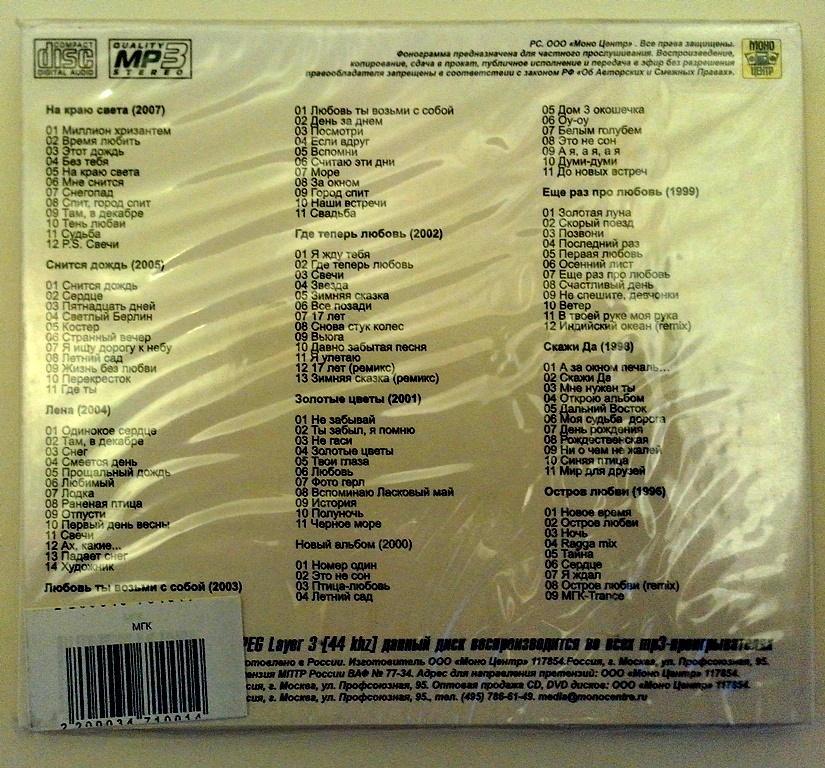 COMPACT
disc
DIGITAL AUDIO
QUALITY
MP3
STEREO
РС. ООО «Моно Центр» . Все права защищены.
Фонограмма предназначена для частного прослушивания. Воспроизведение,
копирование, сдача в прокат, публичное исполнение и передача в эфир без разрешения
правообладателя запрещены в соответствии с законом РФ «Об Авторских и Смежных Правах».
МОНО
ЦЕНТР
На краю света (2007)
01 Миллион хризантем
02 Время любить
03 Этот дождь
04 Без тебя
05 На краю света
06 Мне снится
07 Снегопад
08 Спит, город спит
09 Там, в декабре
10 Тень любви
11 Судьба
12 P.S. Свечи
Снится дождь (2005)
01 Снится дождь
02 Сердце
03 Пятнадцать дней
04 Светлый Берлин
05 Костер
06 Странный вечер
07 Я ищу дорогу к небу
08 Летний сад
09 Жизнь без любви
10 Перекресток
11 Где ты
Лена (2004)
01 Одинокое сердце
02 Там, в декабре
03 Снег
04 Смеется день
05 Прощальный дождь
06 Любимый
07 Лодка
08 Раненая птица
09 Отпусти
10 Первый день весны
11 Свечи
12 Ах, какие...
13 Падает снег
14 Художник
Любовь ты возьми с собой (2003)
01 Любовь ты возьми с собой
02 День за днем
03 Посмотри
04 Если вдруг
05 Вспомни
06 Считаю эти дни
07 Море
08 За окном
09 Город спит
10 Наши встречи
11 Свадьба
Где теперь любовь (2002)
01 Я жду тебя
02 Где теперь любовь
03 Свечи
04 Звезда
05 Зимняя сказка
06 Все позади
07 17 лет
08 Снова стук колес
09 Вьюга
10 Давно забытая песня
11 Я улетаю
12 17 лет (ремикс)
13 Зимняя сказка (ремикс)
Золотые цветы (2001)
01 Не забывай
02 Ты забыл, я помню
03 Не гаси
04 Золотые цветы
05 Твои глаза
06 Любовь
07 Фото герл
08 Вспоминаю Ласковый май
09 История
10 Полуночь
11 Черное море
Новый альбом (2000)
01 Номер один
02 Это не сон
03 Птица-любовь
04 Летний сад
05 Дом 3 окошечка
06 Оу-оу
07 Белым голубем
08 Это не сон
09 А я, а я, а я
10 Думи-думи
11 До новых встреч
Еще раз про любовь (1999)
01 Золотая луна
02 Скорый поезд
03 Позвони
04 Последний раз
05 Первая любовь
06 Осенний лист
07 Еще раз про любовь
08 Счастливый день
09 Не спешите, девчонки
10 Ветер
11 В твоей руке моя рука
12 Индийский океан (remix)
Скажи Да (1998)
01 А за окном печаль...
02 Скажи Да
03 Мне нужен ты
04 Открою альбом
05 Дальний Восток
06 Моя судьба дорога
07 День рождения
08 Рождественская
09 Ни о чем не жалей
10 Синяя птица
11 Мир для друзей
Остров любви (1996)
01 Новое время
02 Остров любви
03 Ночь
04 Ragga mix
05 Тайна
06 Сердце
07 Я ждал
08 Остров любви (remix)
09 МГК-Trance
МГК
2 200034 710014
PEG Layer 3 [44 khz] данный диск воспроизводится во всех mp3-проигрывателях
отовлено в России. Изготовитель ООО «Моно Центр» 117854.Россия, г. Москва, ул. Профсоюзная, 95.
ензия МПТР России ВАФ № 77-34. Адрес для направления претензий: ООО «Моно Центр» 117854.
сия, г. Москва, ул. Профсоюзная, 95. Оптовая продажа CD, DVD дисков: ООО «Моно Центр» 117854.
сия, г. Москва, ул. Профсоюзная, 95., тел. (495) 786-61-49. media@monocentre.ru